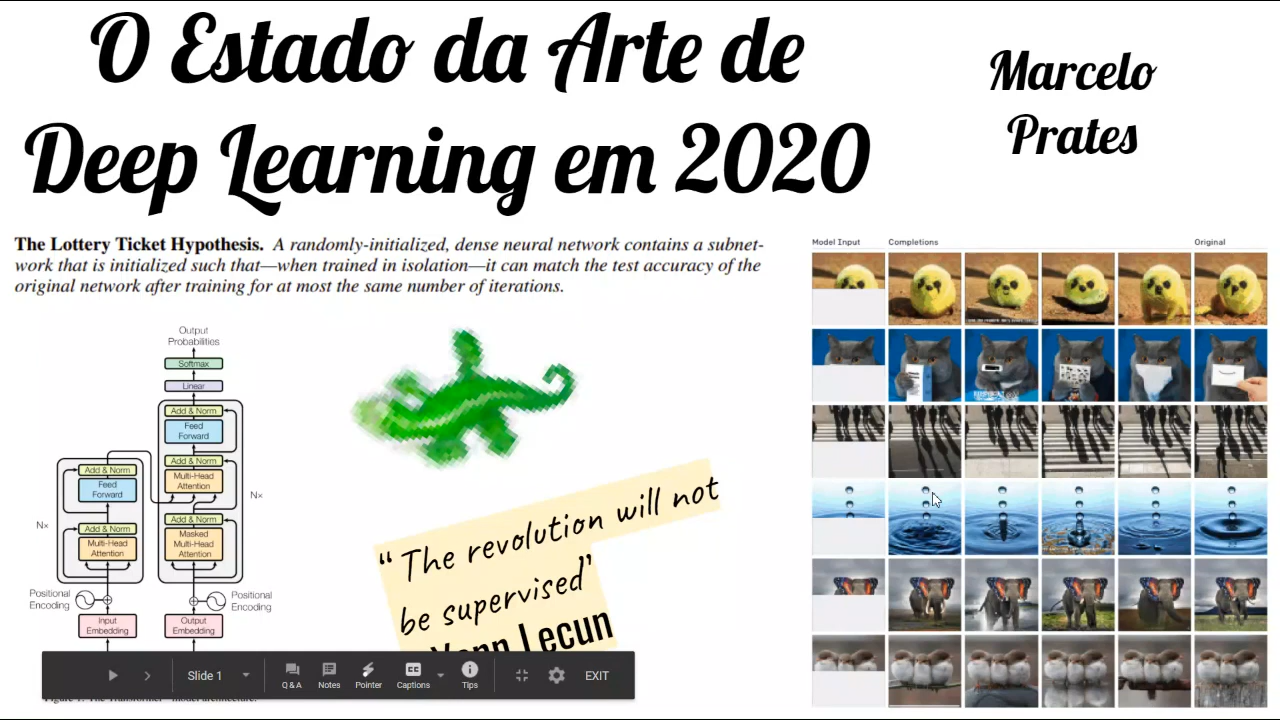 O Estado da Arte de
Deep Learning em 2020
Marcelo
Prates
The Lottery Ticket Hypothesis. A randomly-initialized, dense neural network contains a subnet-
work that is initialized such that—when trained in isolation—it can match the test accuracy of the
original network after training for at most the same number of iterations.
Output
Probabilities
Softmax
Linear
Add & Norm
Feed
Forward
Add & Norm
Multi-Head
Attention
Add & Norm
Feed
Forward
N×
Add & Norm
Masked
Multi-Head
Attention
N×
Add & Norm
Multi-Head
Attention
Positional
Encoding
Positional
Encoding
Input
Embedding
Output
Embedding
“The revolution will not
be supervised”
Yann Lecun
Model Input
Completions
Original
Slide 1
Q & A
Notes
Pointer
CC
Captions
Tips
EXIT